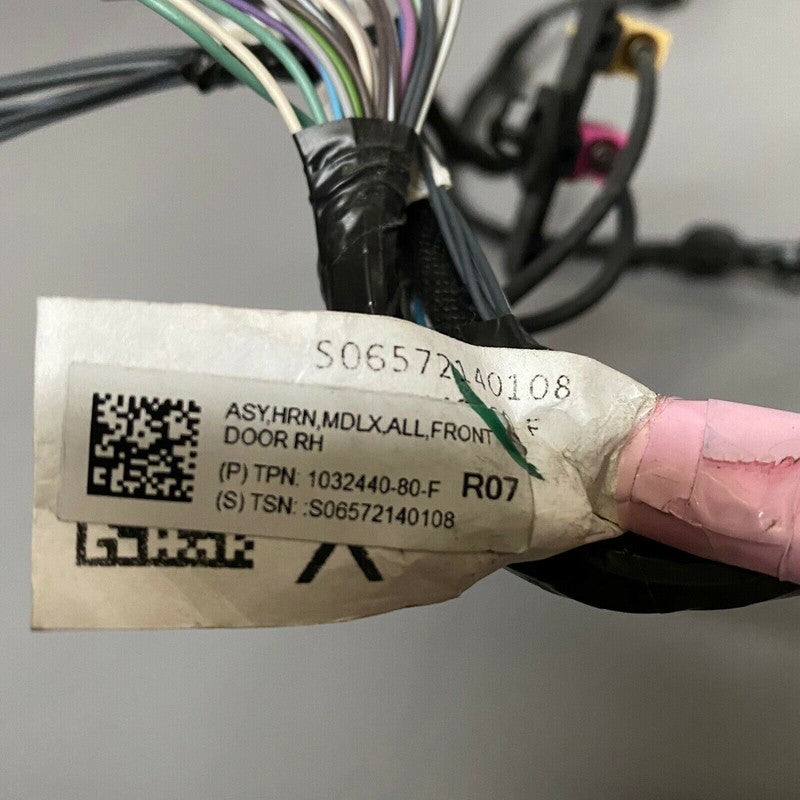 S06572140108
ASY,HRN,MDLX,ALL,FRONT
DOOR RH
(P) TPN: 1032440-80-F R07
(S) TSN: :S06572140108